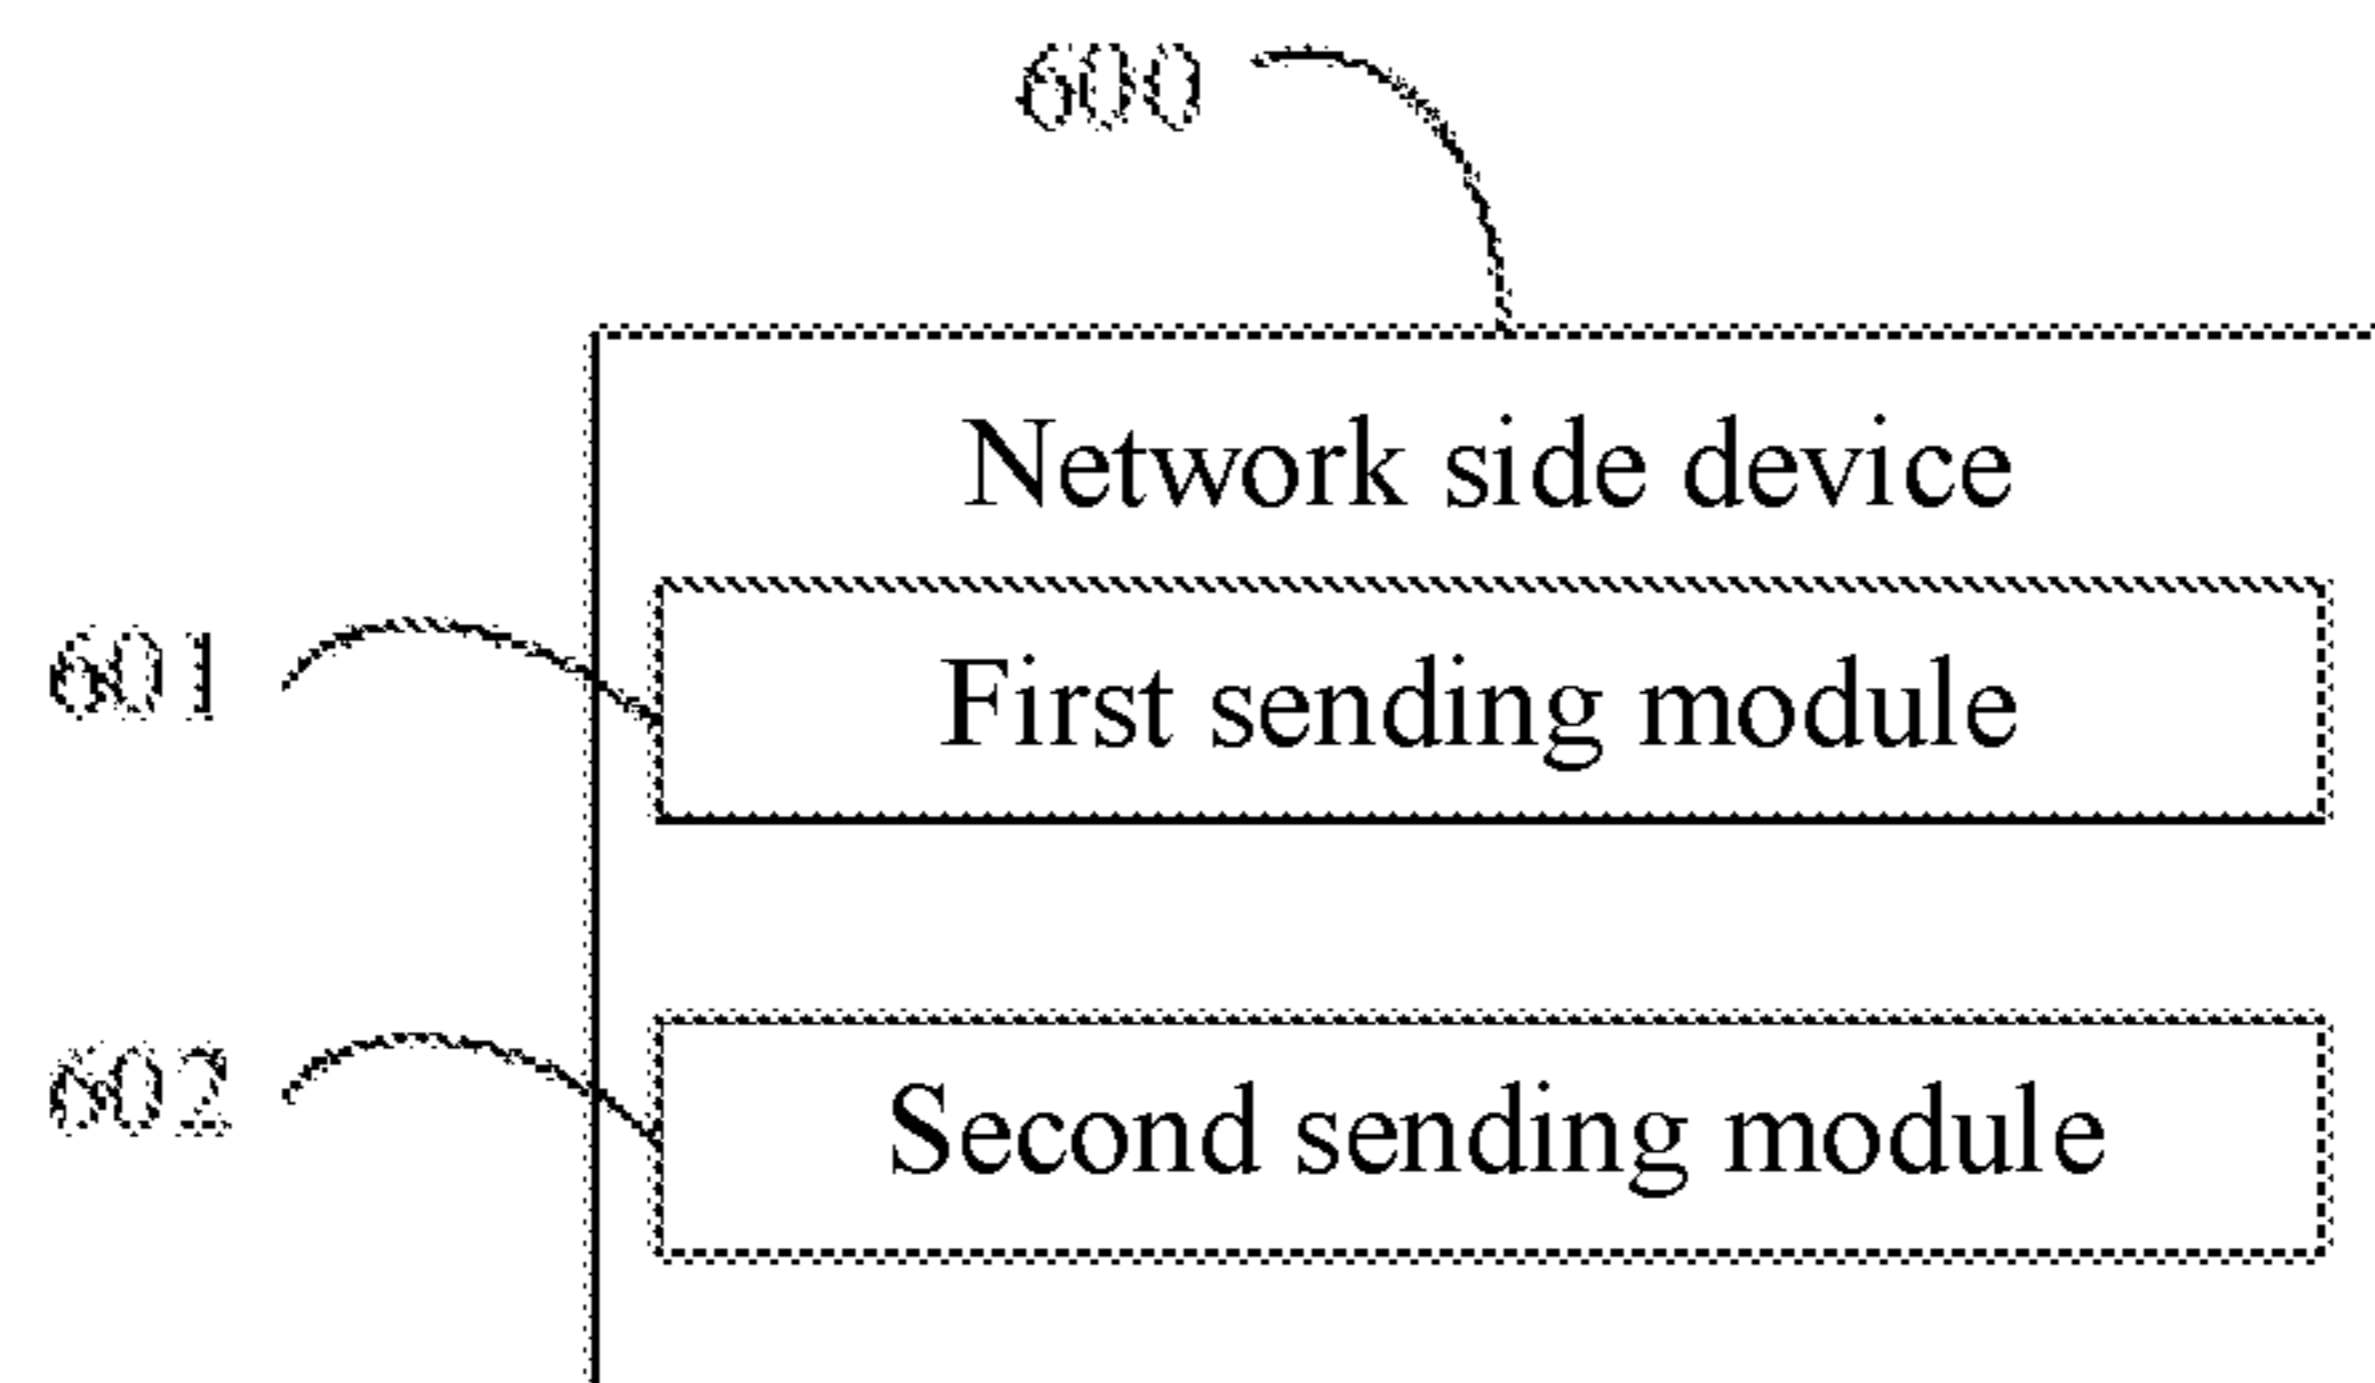 600
Network side device
601
First sending module
602
Second sending module